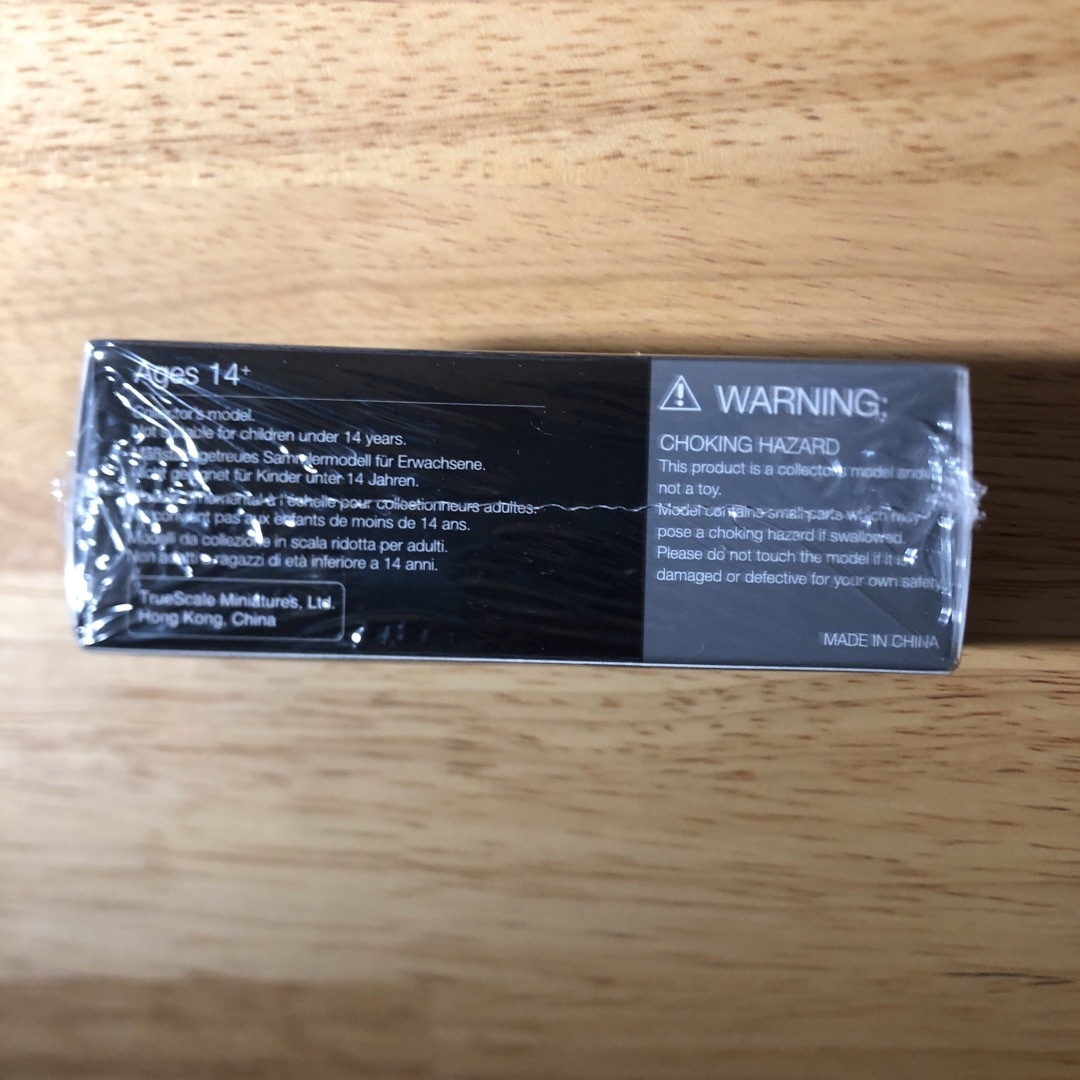 Ages 14+
Collector's model.
Not suitable for children under 14 years.
Sammlermodell für Erwachsene.
geeignet für Kinder unter 14 Jahren.
à l'échelle pour collectionneurs adultes.
convient pas aux enfants de moins de 14 ans.
Modelli da collezione in scala ridotta per adulti.
ragazzi di età inferiore a 14 anni.
TrueScale Miniatures, Ltd.
Hong Kong, China
WARNING:
CHOKING HAZARD
This product is a collector's model and
not a toy.
Model contains small parts which may
pose a choking hazard if swallowed.
Please do not touch the model if it is
damaged or defective for your own safety.
MADE IN CHINA